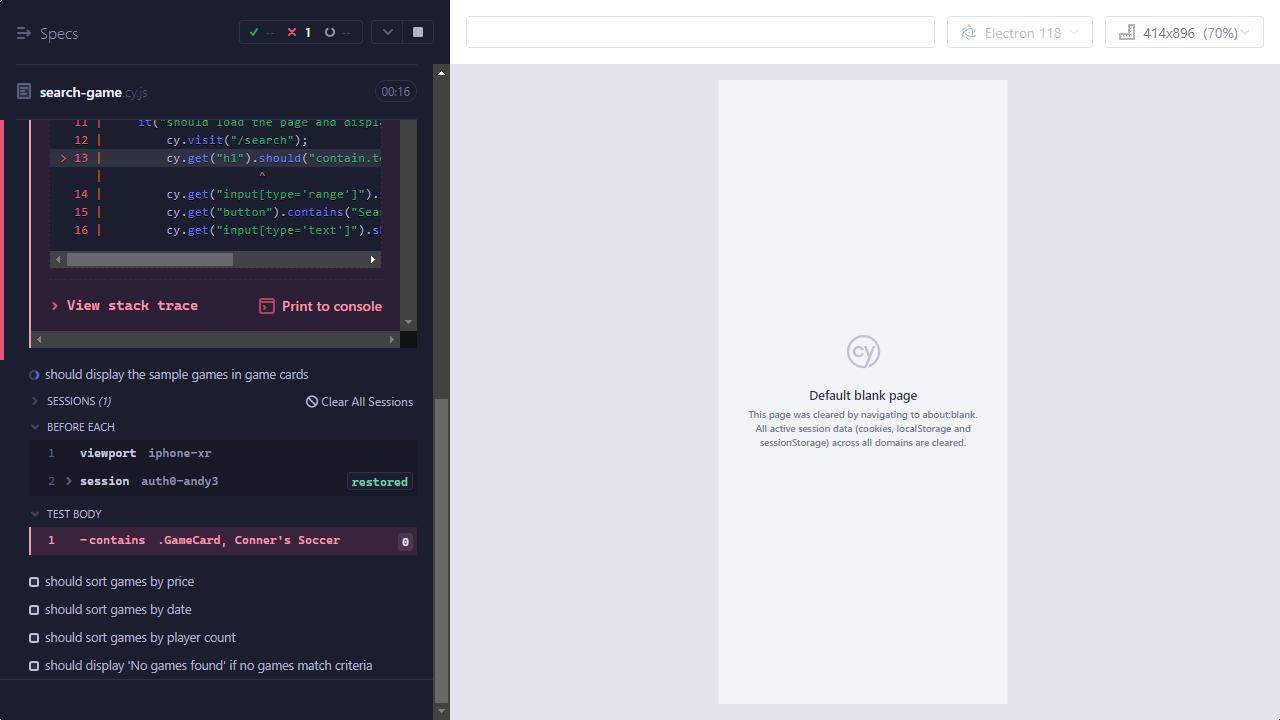 Specs
-- 1 --
search-game.cy.js 00:16
11 | it("should load the page and displ
12 | cy.visit("/search");
> 13 | cy.get("h1").should("contain.t
| ^
14 | cy.get("input[type='range']").
15 | cy.get("button").contains("Sea
16 | cy.get("input[type='text']").s
View stack trace
Print to console
should display the sample games in game cards
SESSIONS (1) Clear All Sessions
BEFORE EACH
1 viewport iphone-xr
2 session auth0-andy3 restored
TEST BODY
1 -contains .GameCard, Conner's Soccer 0
should sort games by price
should sort games by date
should sort games by player count
should display 'No games found' if no games match criteria
Electron 118
414x896 (70%)
cy
Default blank page
This page was cleared by navigating to about:blank.
All active session data (cookies, localStorage and
sessionStorage) across all domains are cleared.